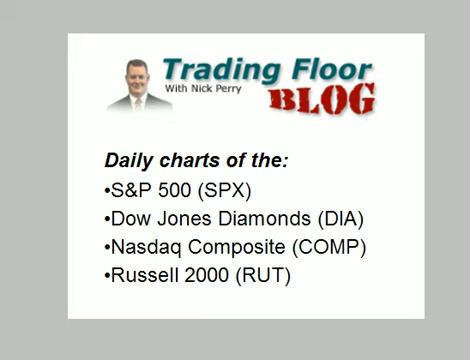 Trading Floor
With Nick Perry
BLOG
Daily charts of the:
•S&P 500 (SPX)
•Dow Jones Diamonds (DIA)
•Nasdaq Composite (COMP)
•Russell 2000 (RUT)